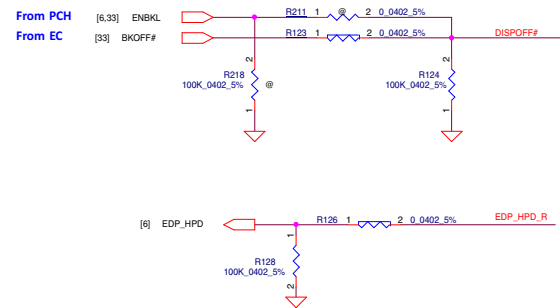 From PCH [6,33] ENBKL R211 1 @ 2 0_0402_5%
From EC [33] BKOFF# R123 1 2 0_0402_5% DISPOFF#
2 2
R218 R124
100K_0402_5% @ 100K_0402_5%
1 1
[6] EDP_HPD R126 1 2 0_0402_5% EDP_HPD_R
1
R128
100K_0402_5%
2